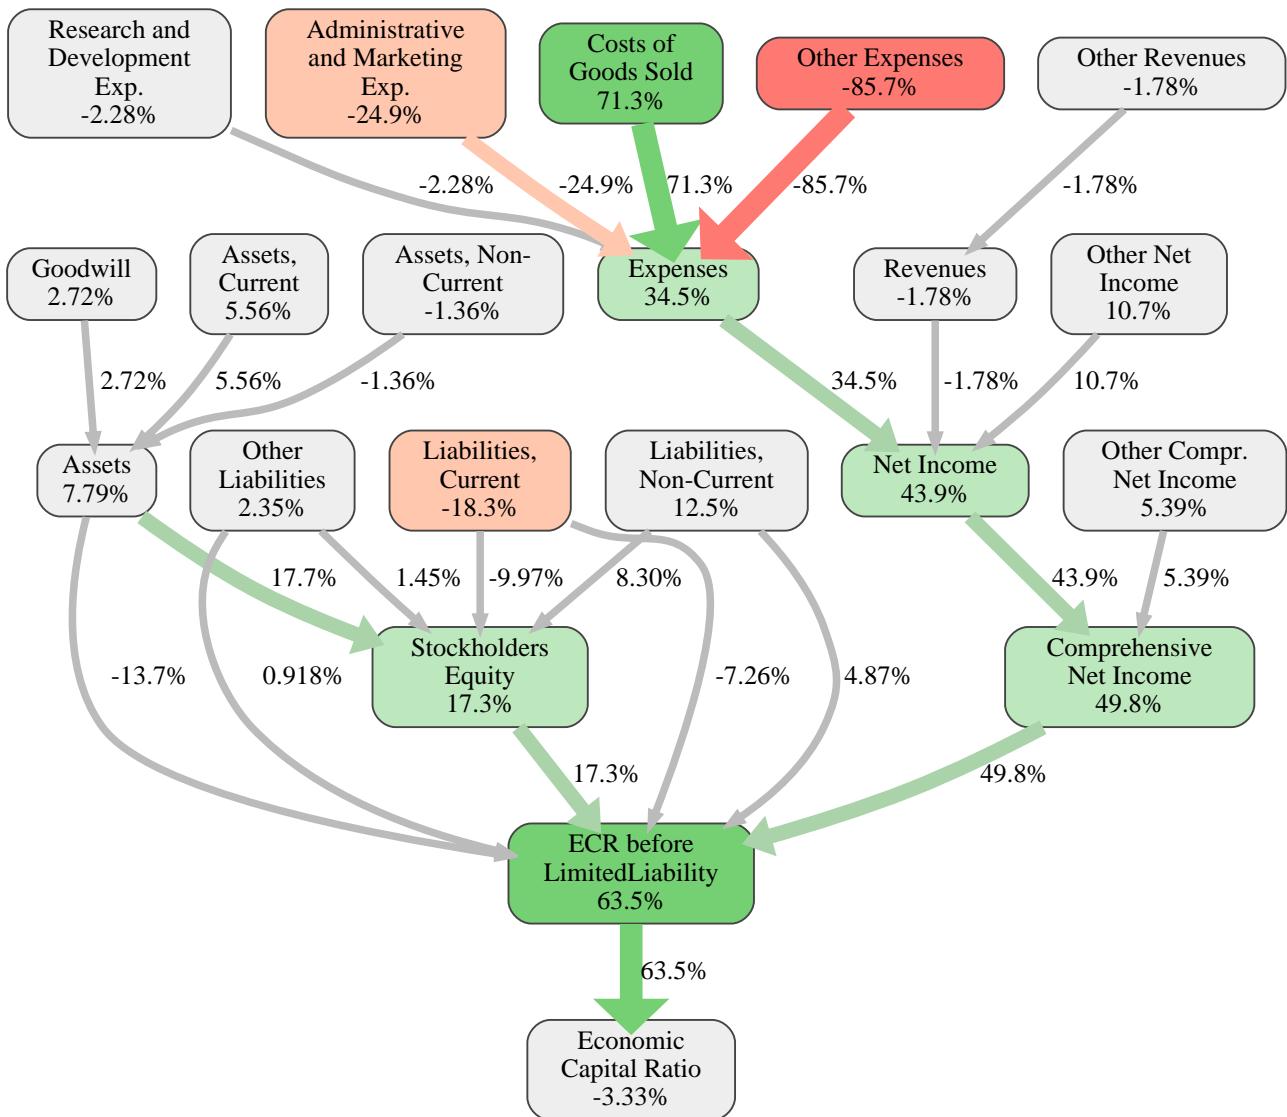 Research and
Development
Exp.
-2.28%
Administrative
and Marketing
Exp.
-24.9%
Costs of
Goods Sold
71.3%
Other Expenses
-85.7%
Other Revenues
-1.78%
-2.28%
-24.9%
71.3%
-85.7%
-1.78%
Goodwill
2.72%
Assets,
Current
5.56%
Assets, Non-
Current
-1.36%
Expenses
34.5%
Revenues
-1.78%
Other Net
Income
10.7%
2.72%
5.56%
-1.36%
34.5%
-1.78%
10.7%
Assets
7.79%
Other
Liabilities
2.35%
Liabilities,
Current
-18.3%
Liabilities,
Non-Current
12.5%
Net Income
43.9%
Other Compr.
Net Income
5.39%
17.7%
1.45%
-9.97%
8.30%
43.9%
5.39%
-13.7%
0.918%
Stockholders
Equity
17.3%
-7.26%
4.87%
Comprehensive
Net Income
49.8%
17.3%
49.8%
ECR before
LimitedLiability
63.5%
63.5%
Economic
Capital Ratio
-3.33%